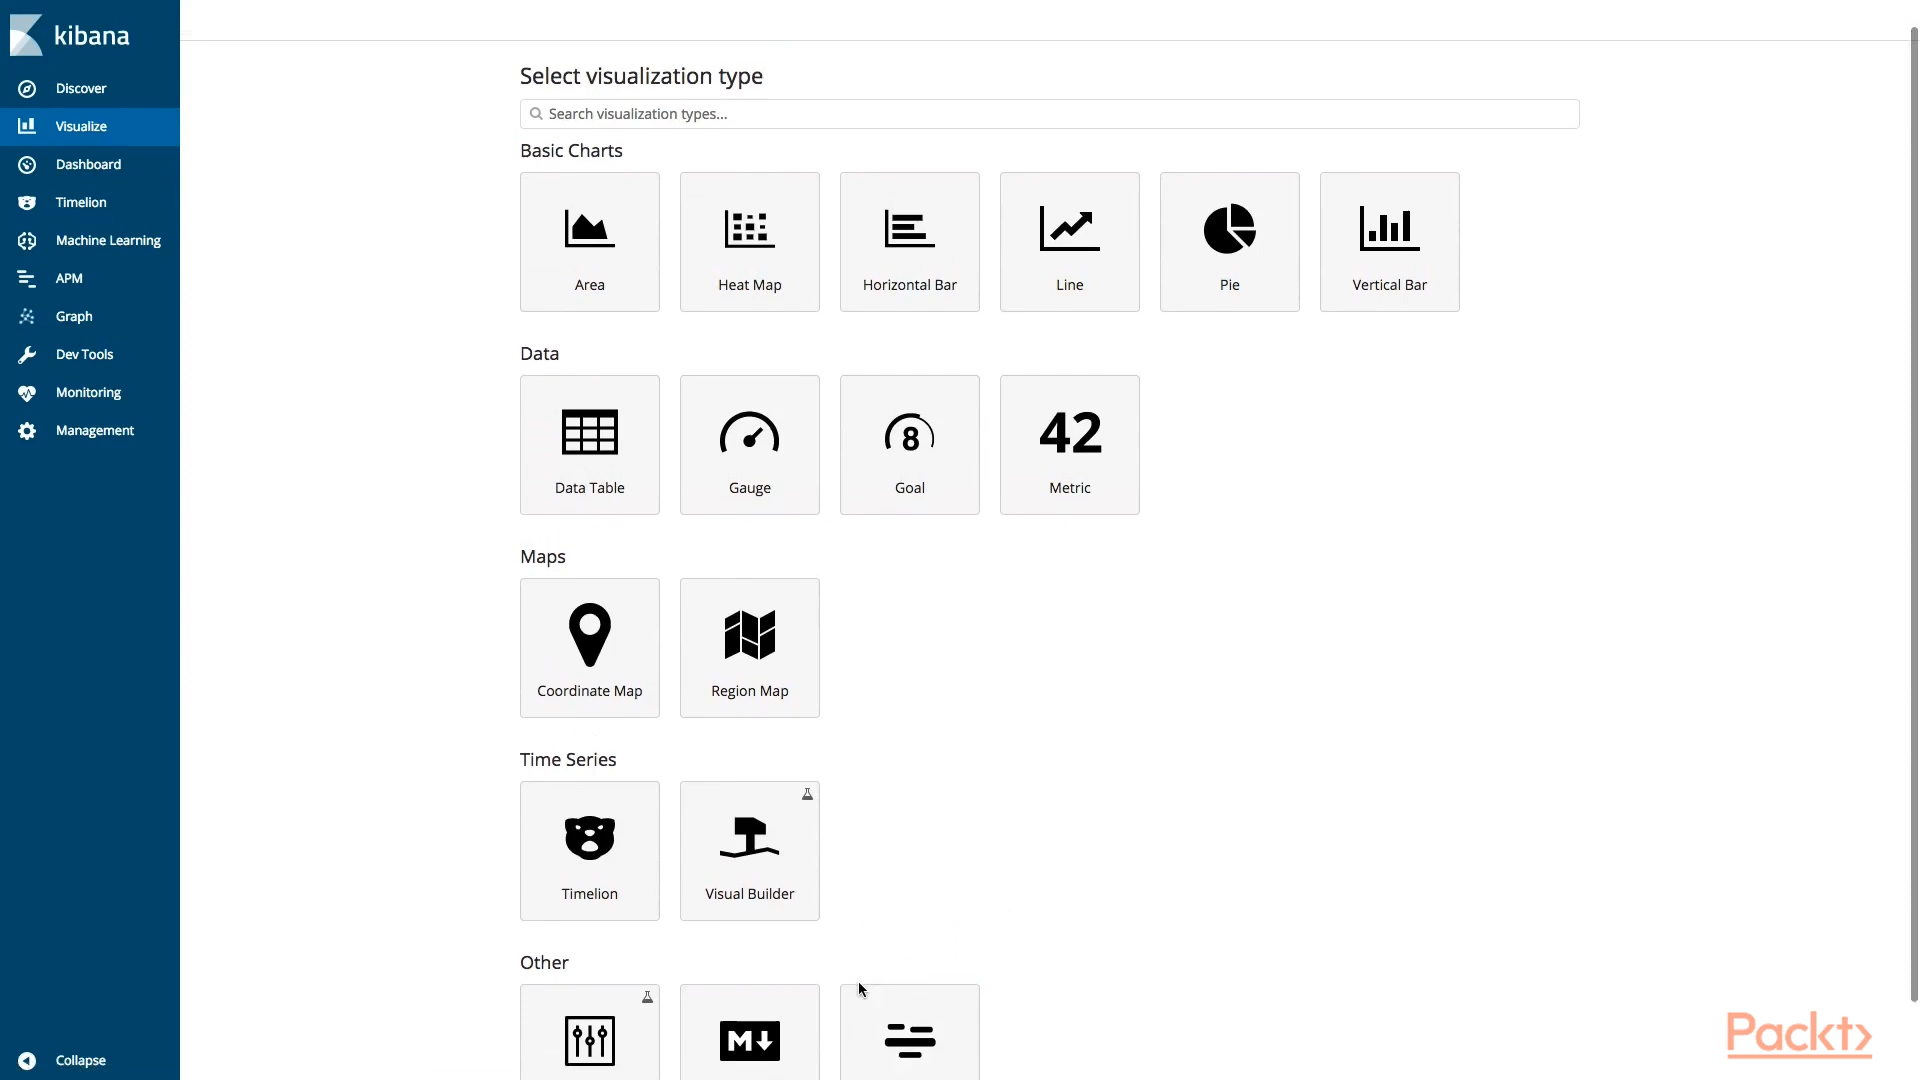 kibana
Discover
Visualize
Dashboard
Timelion
Machine Learning
APM
Graph
Dev Tools
Monitoring
Management
Collapse
Select visualization type
Search visualization types...
Basic Charts
Area
Heat Map
Horizontal Bar
Line
Pie
Vertical Bar
Data
8
42
Data Table
Gauge
Goal
Metric
Maps
Coordinate Map
Region Map
Time Series
Timelion
Visual Builder
Other
M
Packt